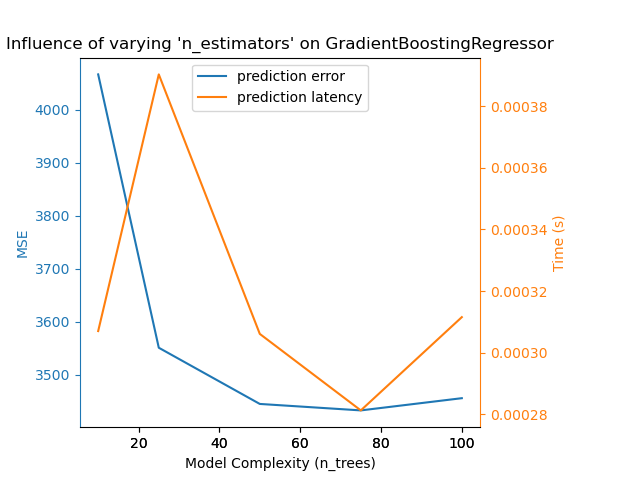 Influence of varying 'n_estimators' on GradientBoostingRegressor
prediction error
prediction latency
MSE
4000
3900
3800
3700
3600
3500
0.00038
0.00036
0.00034
0.00032
0.00030
0.00028
Time (s)
20 40 60 80 100
Model Complexity (n_trees)